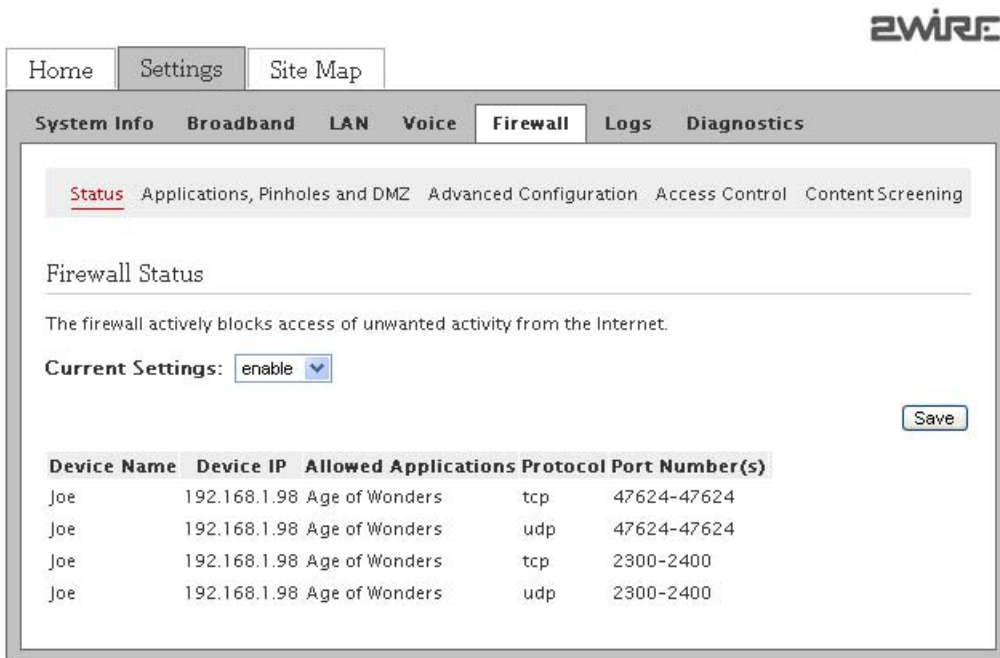 2WIRE
Home Settings Site Map
System Info Broadband LAN Voice Firewall Logs Diagnostics
Status Applications, Pinholes and DMZ Advanced Configuration Access Control Content Screening
Firewall Status
The firewall actively blocks access of unwanted activity from the Internet.
Current Settings: enable
Save
Device Name Device IP Allowed Applications Protocol Port Number(s)
Joe 192.168.1.98 Age of Wonders tcp 47624-47624
Joe 192.168.1.98 Age of Wonders udp 47624-47624
Joe 192.168.1.98 Age of Wonders tcp 2300-2400
Joe 192.168.1.98 Age of Wonders udp 2300-2400